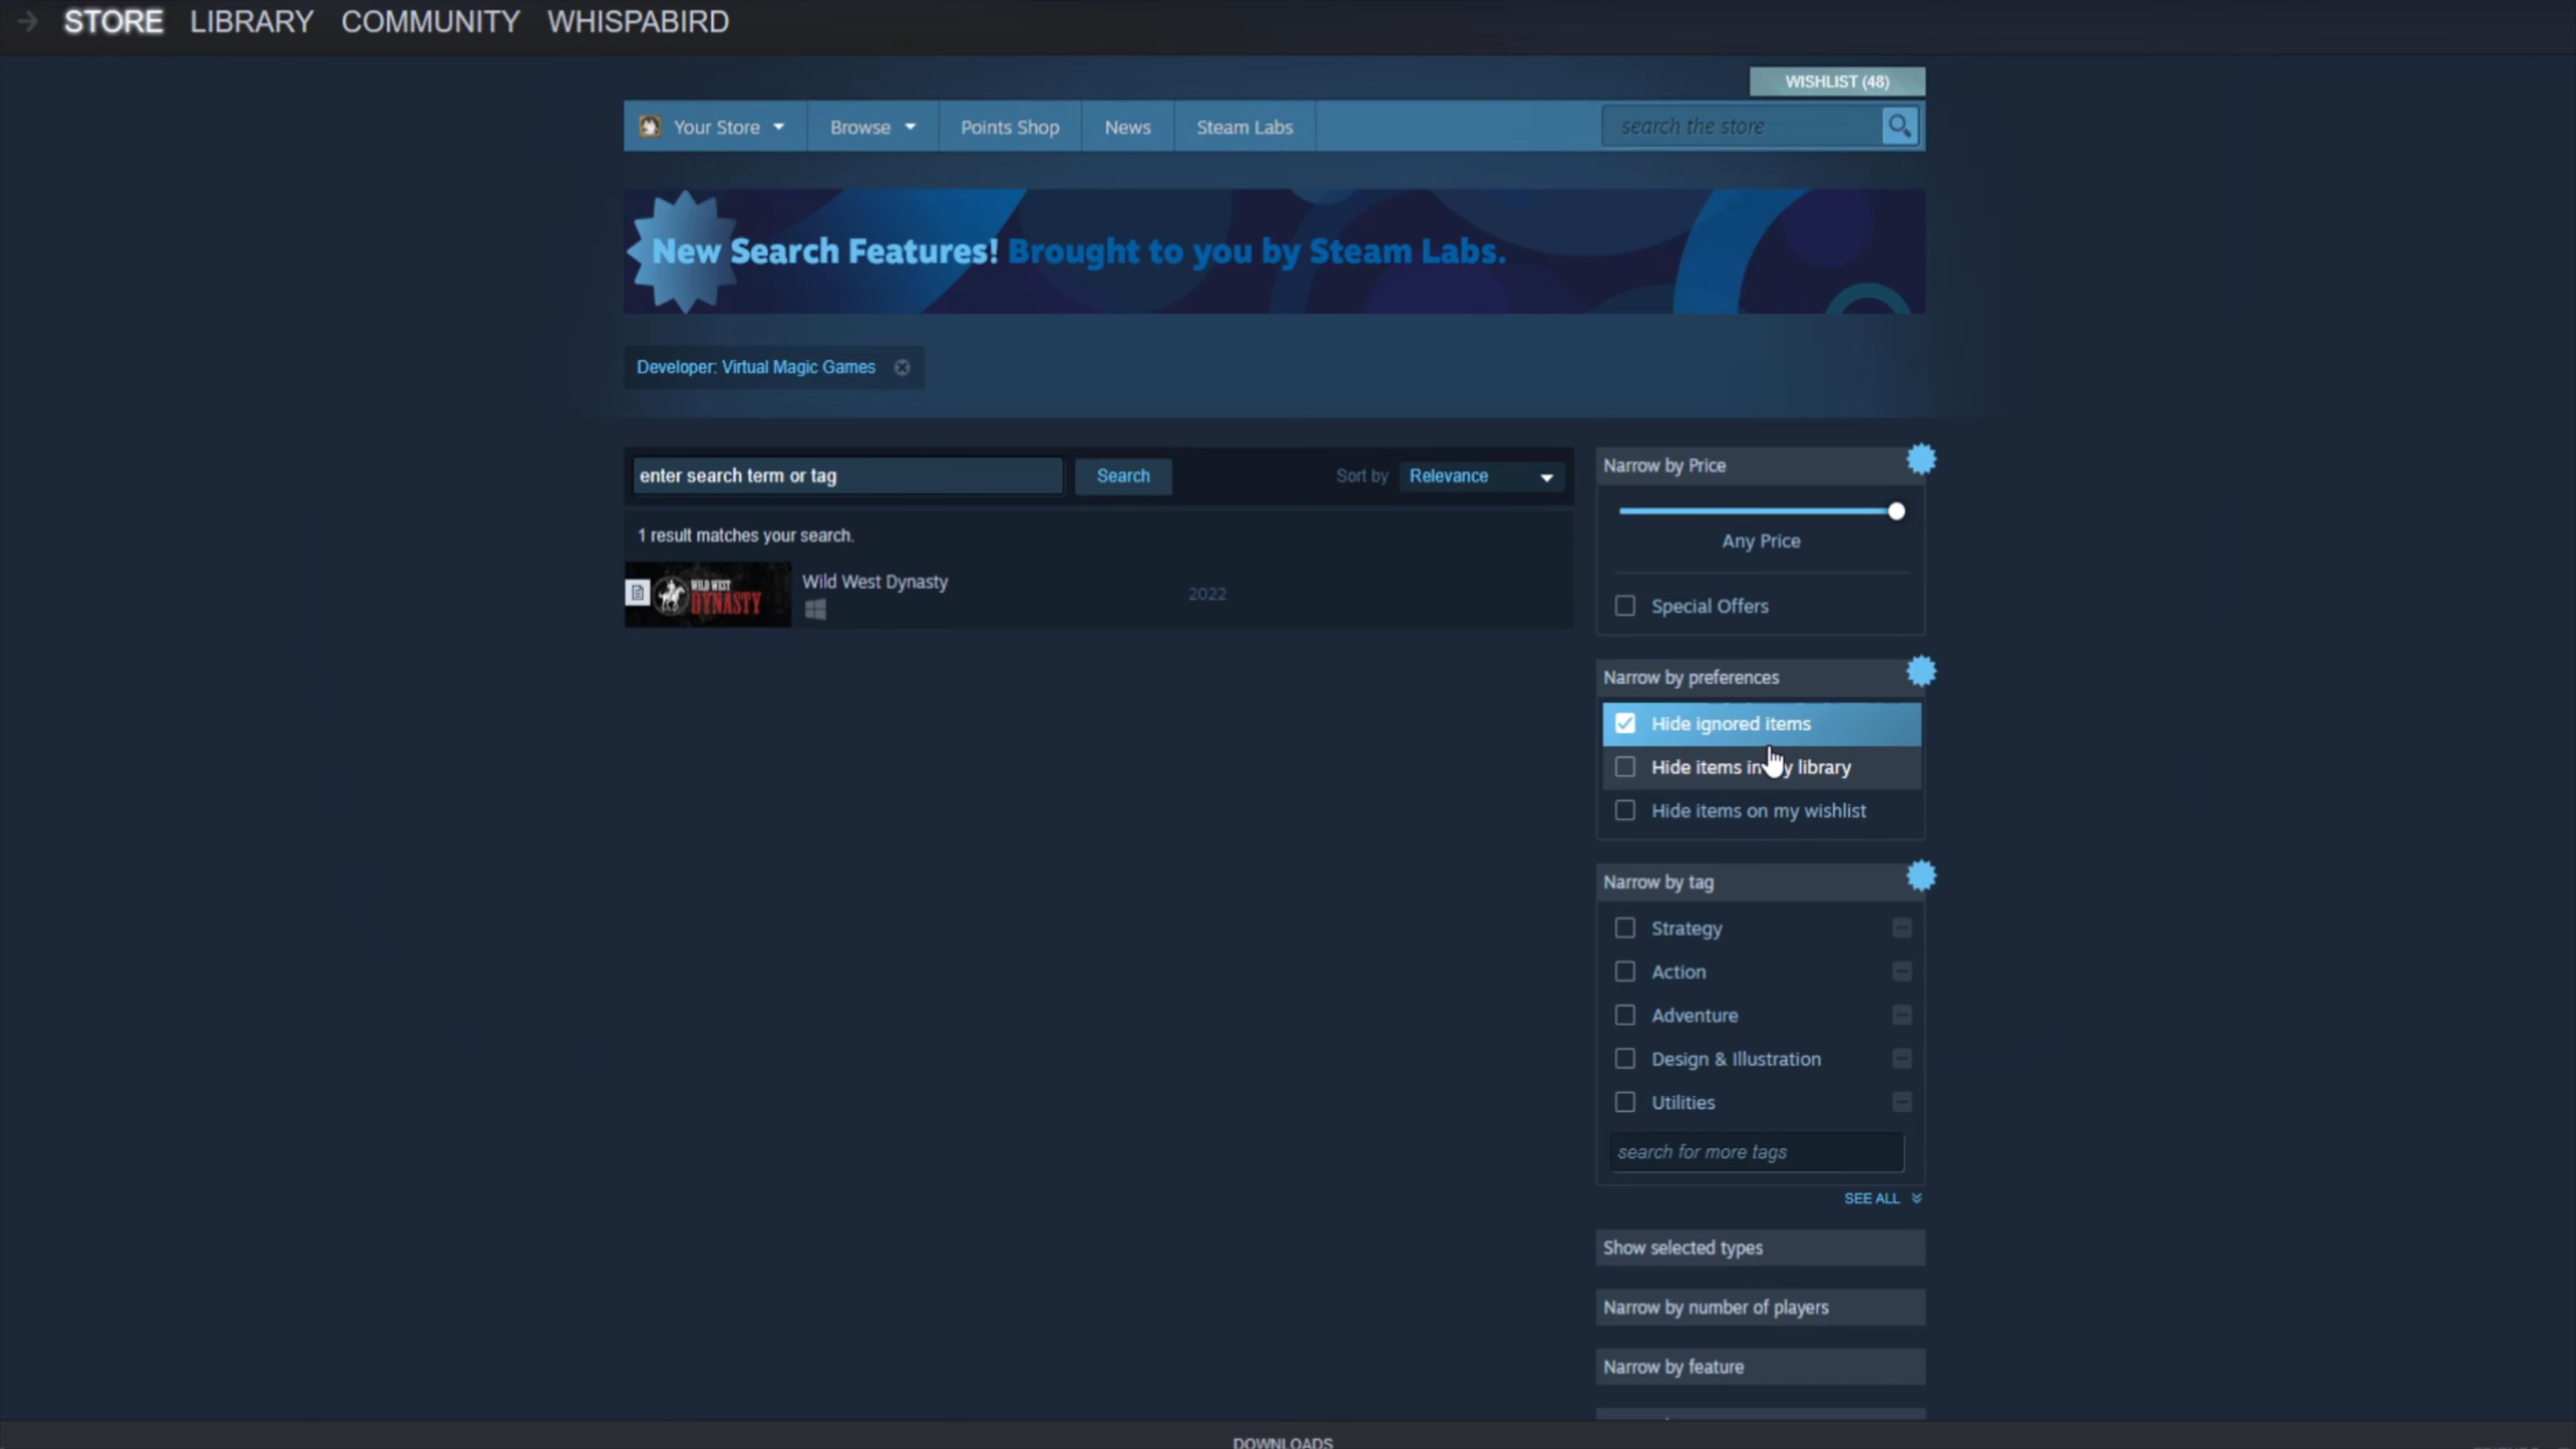 STORE LIBRARY COMMUNITY WHISPABIRD
WISHLIST (48)
Your Store Browse Points Shop News Steam Labs search the store
New Search Features! Brought to you by Steam Labs.
Developer: Virtual Magic Games
enter search term or tag Search Sort by Relevance
1 result matches your search.
WILD WEST
DYNASTY
Wild West Dynasty
2022
Narrow by Price
Any Price
Special Offers
Narrow by preferences
Hide ignored items
Hide items in library
Hide items on my wishlist
Narrow by tag
Strategy
Action
Adventure
Design & Illustration
Utilities
search for more tags
SEE ALL
Show selected types
Narrow by number of players
Narrow by feature
DOWNLOADS